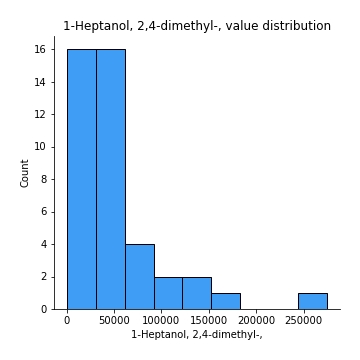 1-Heptanol, 2,4-dimethyl-, value distribution
16
14
12
10
8
6
4
2
0
Count
0 50000 100000 150000 200000 250000
1-Heptanol, 2,4-dimethyl-,